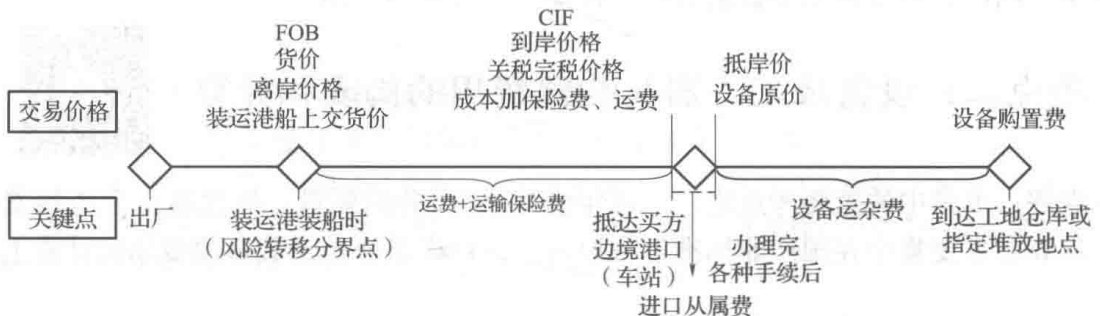 CIF
FOB
到岸价格
货价
关税完税价格
抵岸价
离岸价格
成本加保险费、运费
设备原价
交易价格
装运港船上交货价
设备购置费
运费+运输保险费
设备运杂费
关键点
出厂
装运港装船时
抵达买方
到达工地仓库或
(风险转移分界点)
边境港口
办理完
指定堆放地点
(车站)
各种手续后
进口从属费